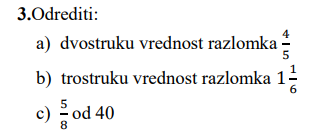 3.Odrediti:
a) dvostruku vrednost razlomka 4/5
b) trostruku vrednost razlomka 1 1/6
c) 5/8 od 40